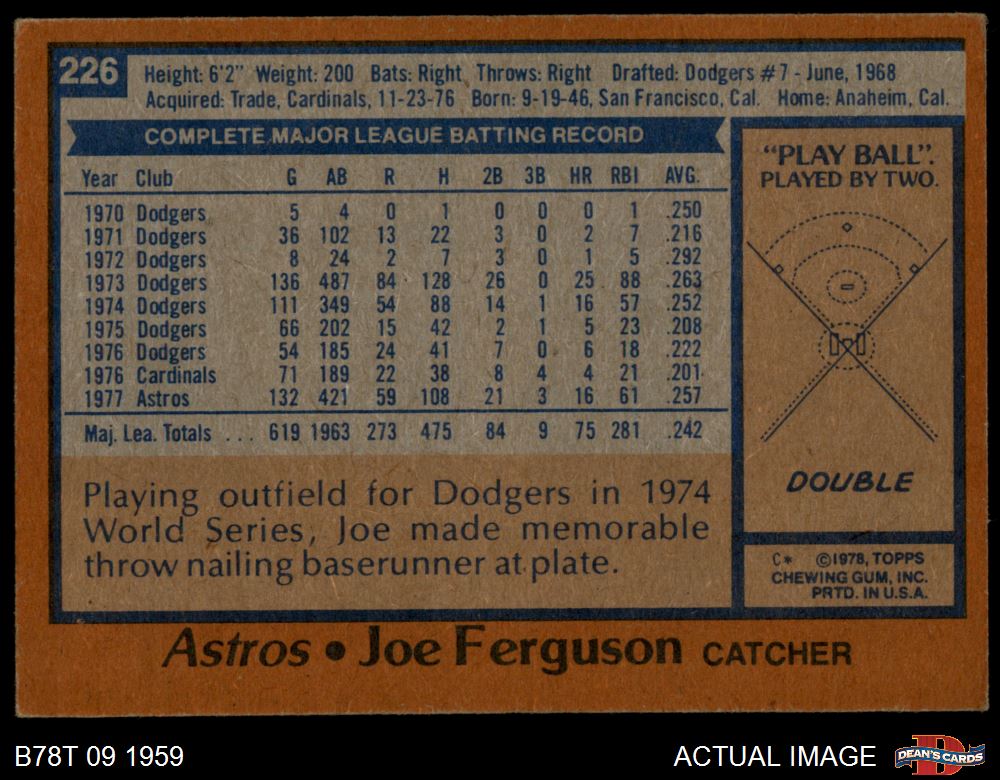 226
Height: 6'2" Weight: 200 Bats: Right Throws: Right Drafted: Dodgers #7 - June, 1968
Acquired: Trade, Cardinals, 11-23-76 Born: 9-19-46, San Francisco, Cal. Home: Anaheim, Cal.
COMPLETE MAJOR LEAGUE BATTING RECORD
Year Club G AB R H 2B 3B HR RBI AVG.
1970 Dodgers 5 4 0 1 0 0 0 1 .250
1971 Dodgers 36 102 13 22 3 0 2 7 .216
1972 Dodgers 8 24 2 7 3 0 1 5 .292
1973 Dodgers 136 487 84 128 26 0 25 88 .263
1974 Dodgers 111 349 54 88 14 1 16 57 .252
1975 Dodgers 66 202 15 42 2 1 5 23 .208
1976 Dodgers 54 185 24 41 7 0 6 18 .222
1976 Cardinals 71 189 22 38 8 4 4 21 .201
1977 Astros 132 421 59 108 21 3 16 61 .257
Maj. Lea. Totals ... 619 1963 273 475 84 9 75 281 .242
Playing outfield for Dodgers in 1974
World Series, Joe made memorable
throw nailing baserunner at plate.
"PLAY BALL".
PLAYED BY TWO.
DOUBLE
C* ©1978, TOPPS
CHEWING GUM, INC.
PRTD. IN U.S.A.
Astros • Joe Ferguson CATCHER
B78T 09 1959
ACTUAL IMAGE
D
DEAN'S CARDS